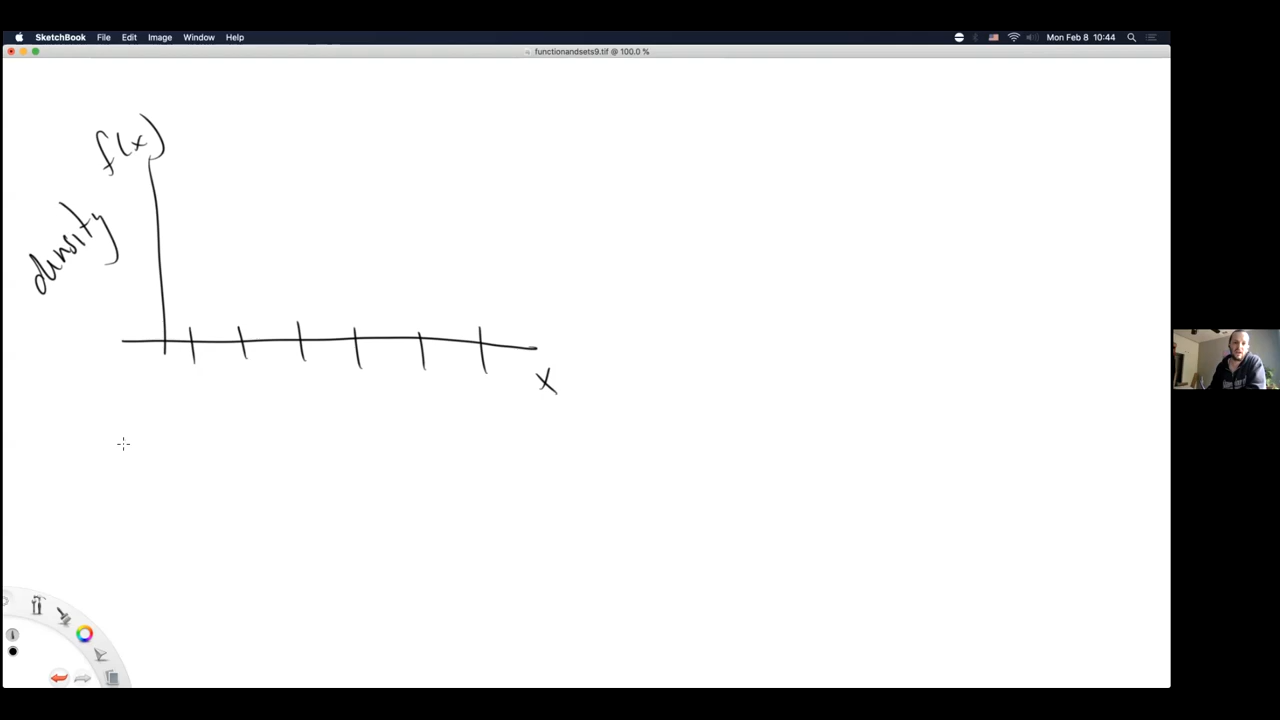 SketchBook File Edit Image Window Help Mon Feb 8 10:44
functionandsets9.tif @ 100.0 %
f(x)
density
x